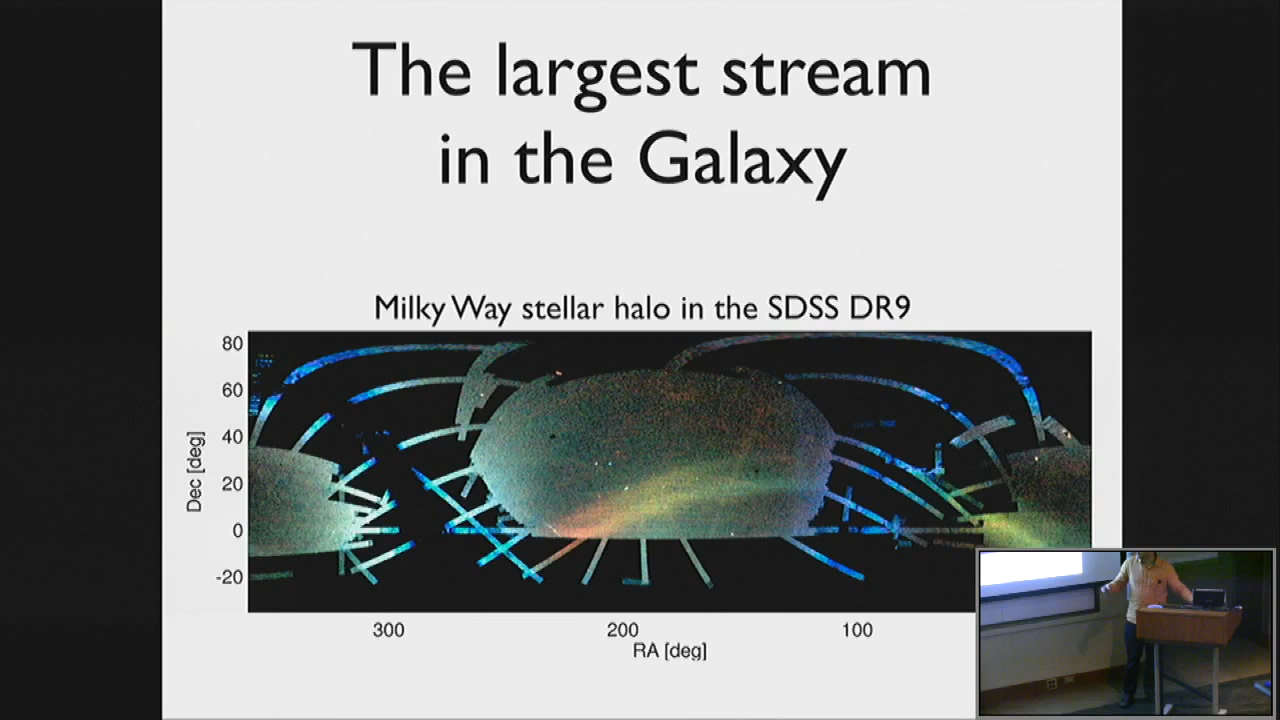 The largest stream
in the Galaxy
Milky Way stellar halo in the SDSS DR9
80
60
40
20
0
-20
Dec [deg]
300
200
100
RA [deg]